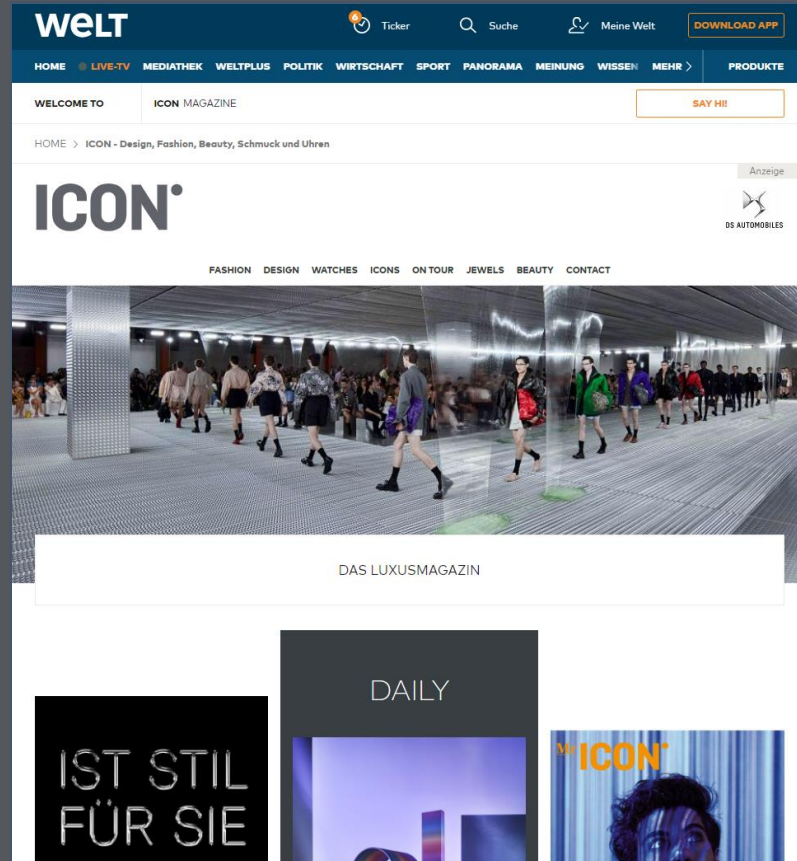 welt
6
Ticker
Suche
Meine Welt
DOWNLOAD APP
HOME LIVE-TV MEDIATHEK WELTPLUS POLITIK WIRTSCHAFT SPORT PANORAMA MEINUNG WISSEN MEHR > PRODUKTE
WELCOME TO ICON MAGAZINE SAY HI!
HOME > ICON - Design, Fashion, Beauty, Schmuck und Uhren
Anzeige
ICON
DS AUTOMOBILES
FASHION DESIGN WATCHES ICONS ON TOUR JEWELS BEAUTY CONTACT
DAS LUXUSMAGAZIN
DAILY
IST STIL
FÜR SIE
Mr ICON